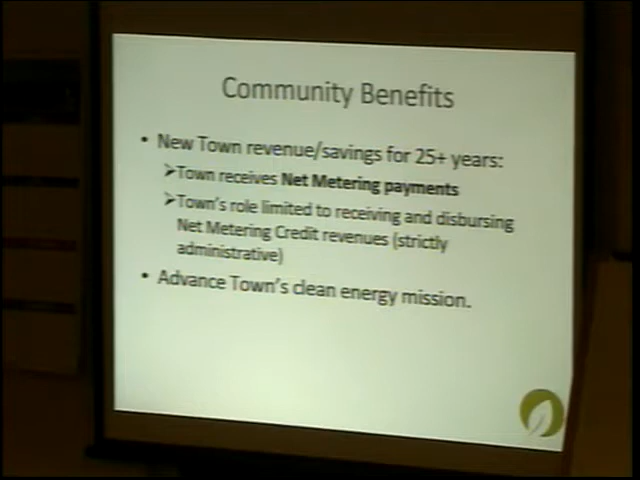 Community Benefits
• New Town revenue/savings for 25+ years:
➢Town receives Net Metering payments
➢Town's role limited to receiving and disbursing
Net Metering Credit revenues (strictly
administrative)
• Advance Town's clean energy mission.